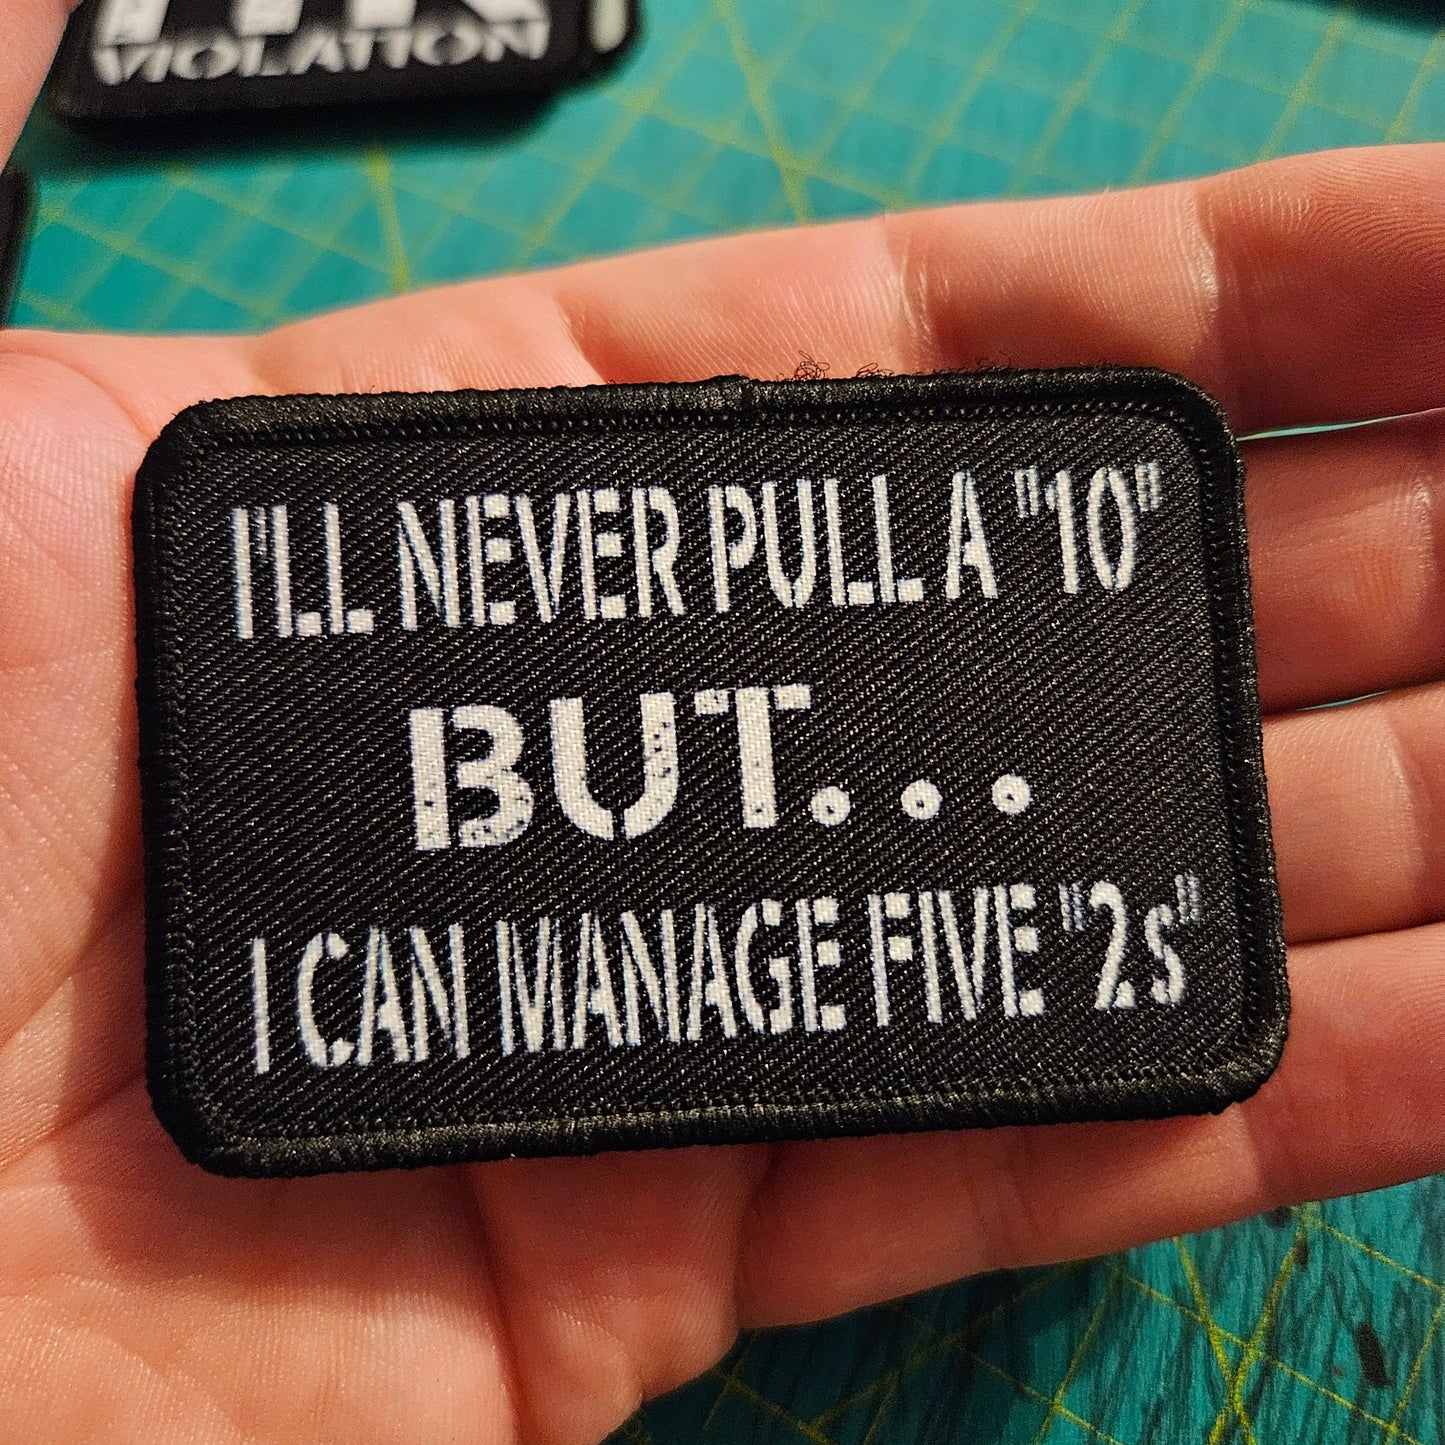 VIOLATION
I'LL NEVER PULL A "10"
BUT...
I CAN MANAGE FIVE "2s"